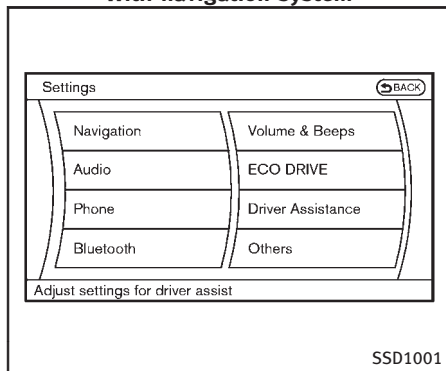 With navigation system
Settings
BACK
Navigation
Volume & Beeps
Audio
ECO DRIVE
Phone
Driver Assistance
Bluetooth
Others
Adjust settings for driver assist
SSD1001